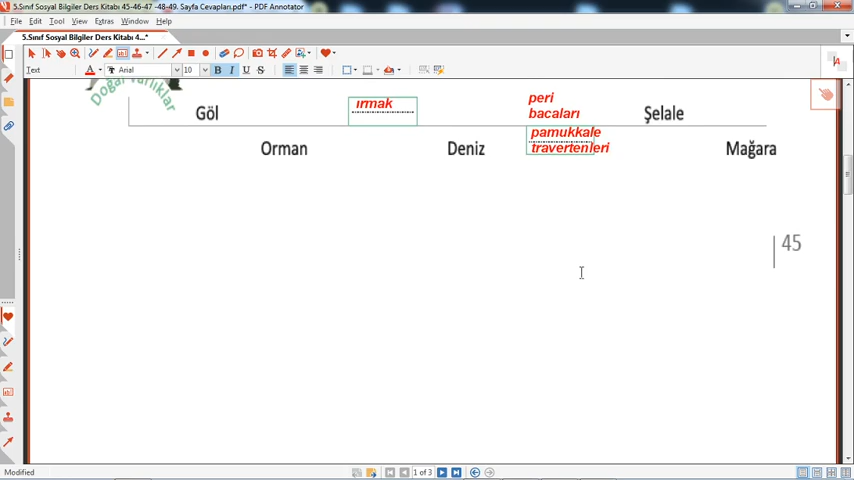 5.Sınıf Sosyal Bilgiler Ders Kitabı 45-46-47 -48-49. Sayfa Cevapları.pdf* - PDF Annotator
File Edit Tool View Extras Window Help
5.Sınıf Sosyal Bilgiler Ders Kitabı 4...*
Text Arial 10 B I U S
Doğal Varlıklar
Göl ırmak peri bacaları Şelale
Orman Deniz pamukkale travertenleri Mağara
45
Modified 1 of 3